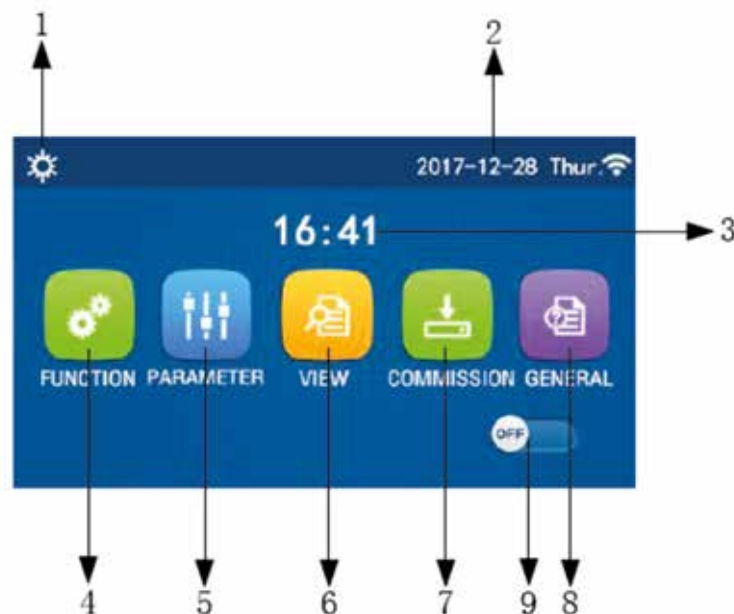 1
2
2017-12-28 Thur.
16:41
3
FUNCTION PARAMETER VIEW COMMISSION GENERAL
OFF
4 5 6 7 9 8